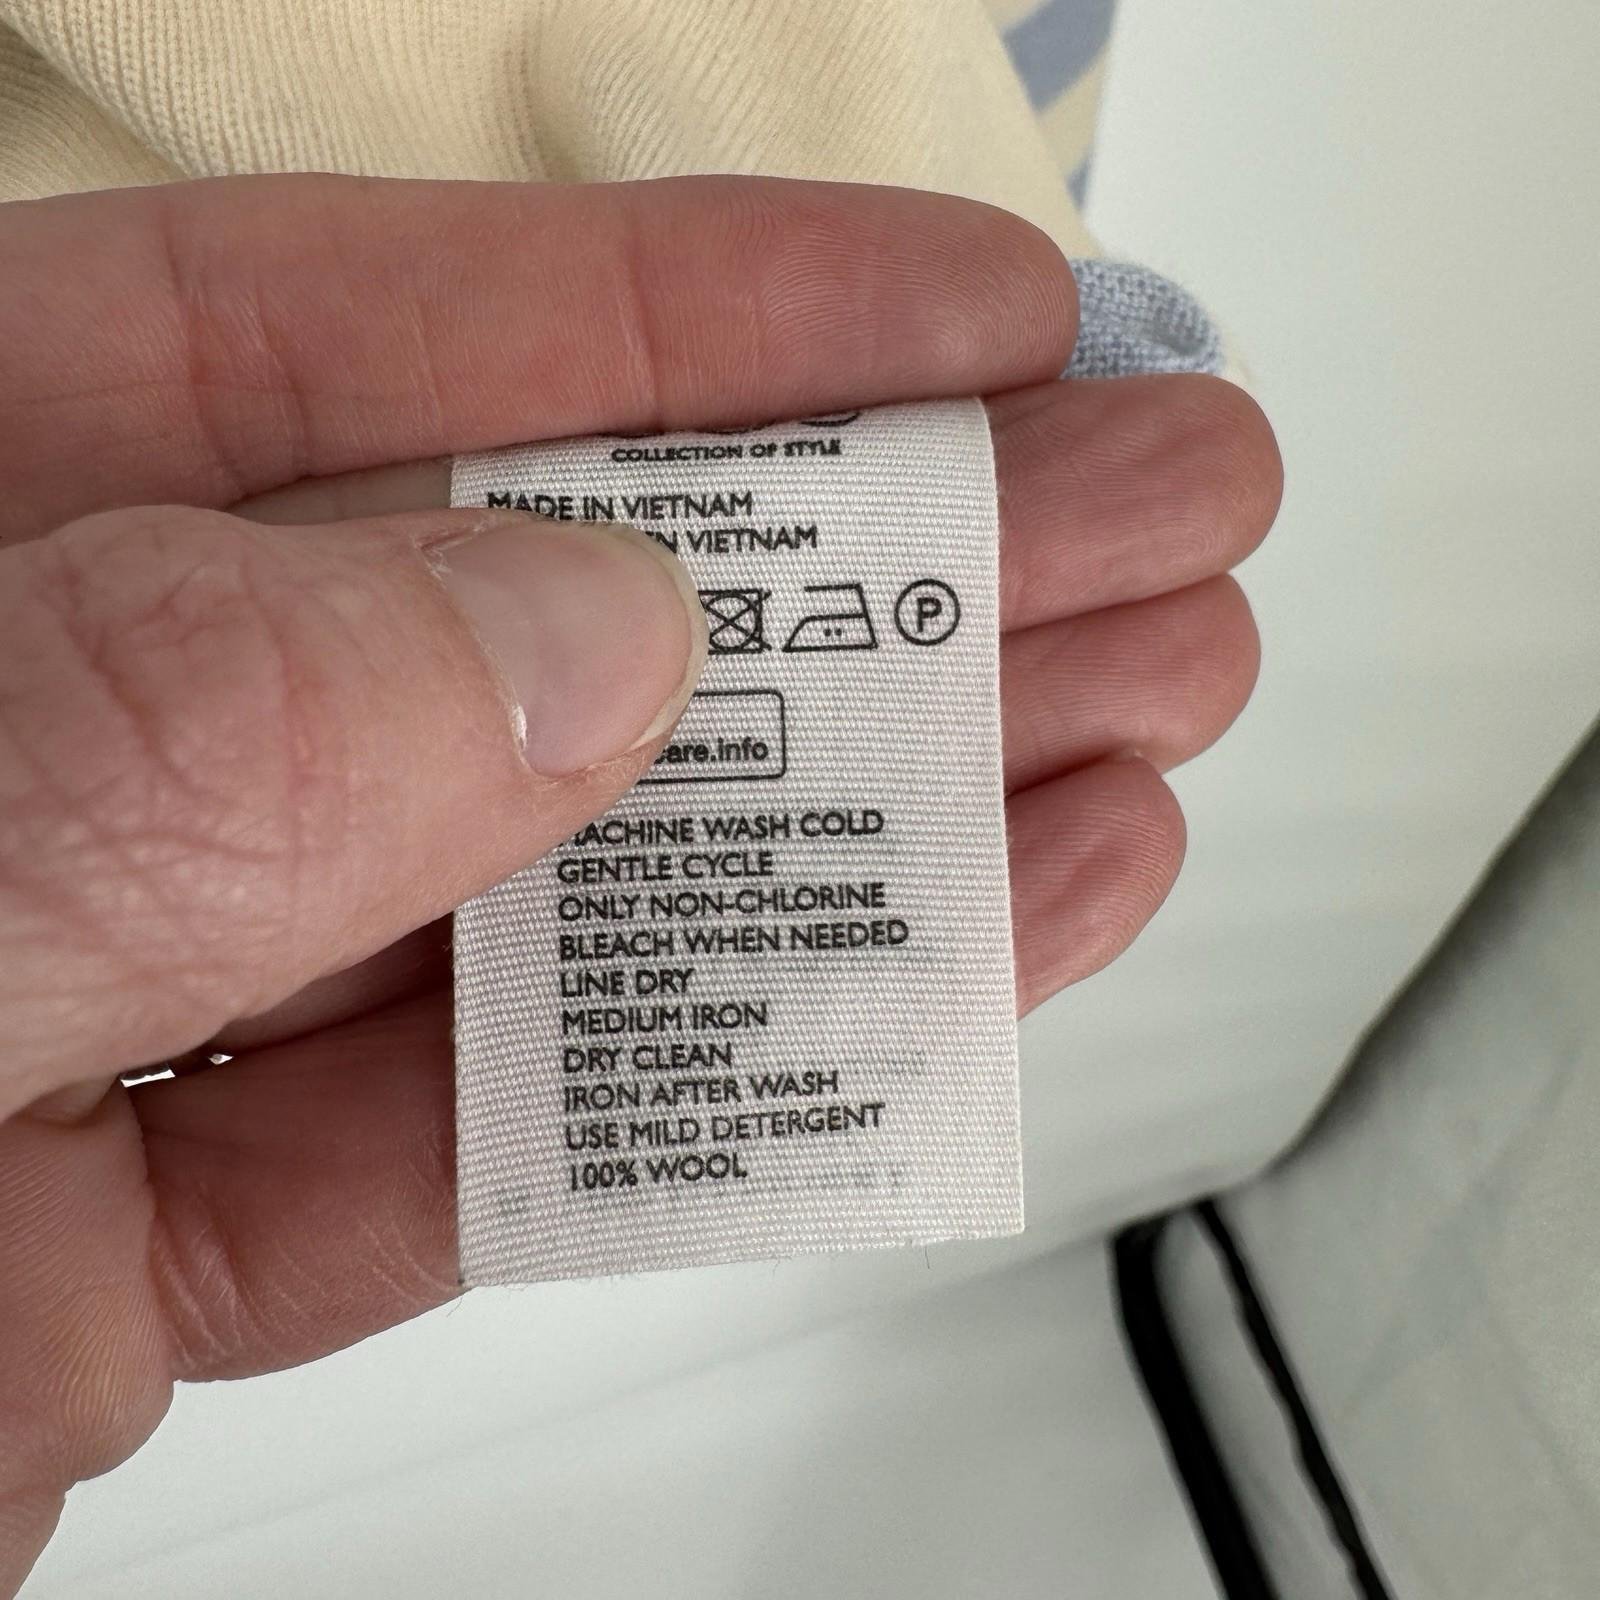 COLLECTION OF STYLE
MADE IN VIETNAM
EN VIETNAM
P
care.info
MACHINE WASH COLD
GENTLE CYCLE
ONLY NON-CHLORINE
BLEACH WHEN NEEDED
LINE DRY
MEDIUM IRON
DRY CLEAN
IRON AFTER WASH
USE MILD DETERGENT
100% WOOL